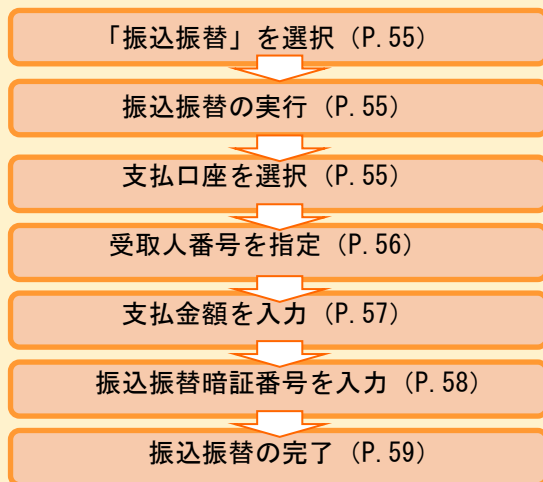 「振込振替」を選択（P.55）
振込振替の実行（P.55）
支払口座を選択（P.55）
受取人番号を指定（P.56）
支払金額を入力（P.57）
振込振替暗証番号を入力（P.58）
振込振替の完了（P.59）